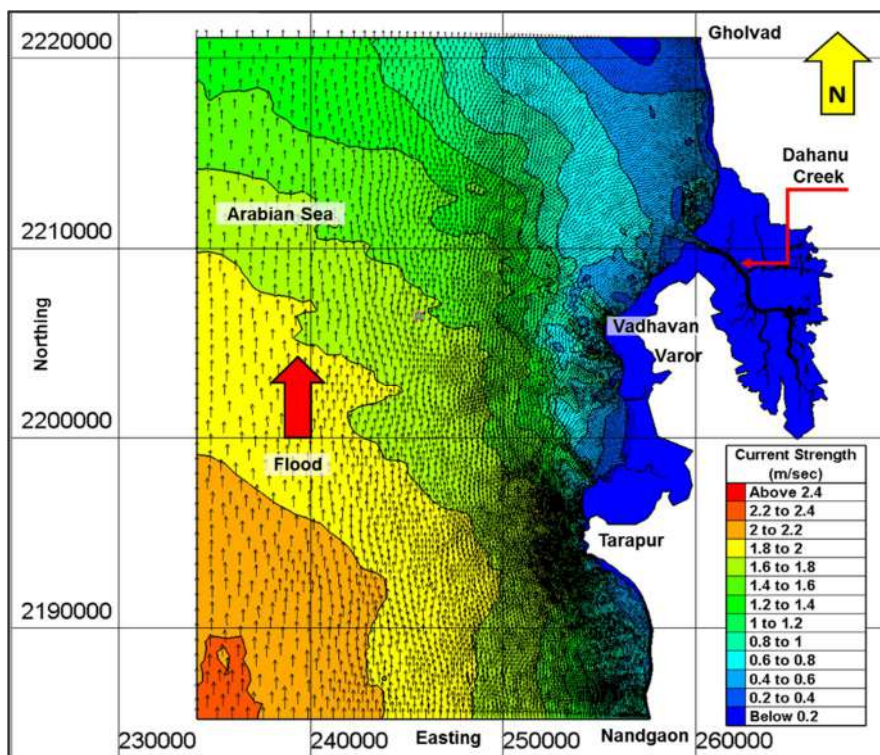 Gholvad
2220000
N
Dahanu
Creek
Arabian Sea
2210000
Northing
Vadhavan
Varor
2200000
Flood
Current Strength
(m/sec)
Above 2.4
2.2 to 2.4
2 to 2.2
1.8 to 2
1.6 to 1.8
1.4 to 1.6
1.2 to 1.4
1 to 1.2
0.8 to 1
0.6 to 0.8
0.4 to 0.6
0.2 to 0.4
Below 0.2
Tarapur
2190000
230000 240000 Easting 250000 Nandgaon 260000